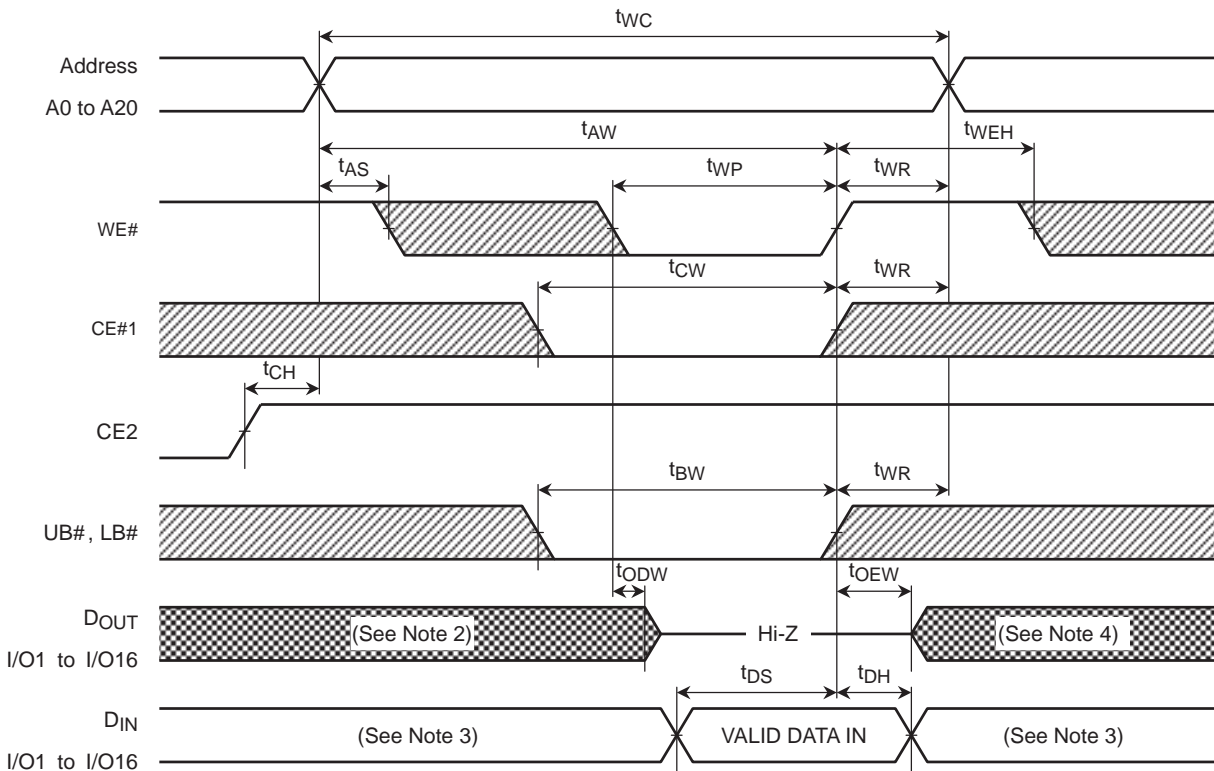 tWC
Address
A0 to A20
tAW
tWEH
tAS
tWP
tWR
WE#
tCW
tWR
CE#1
tCH
CE2
tBW
tWR
UB# , LB#
tODW
tOEW
DOUT
(See Note 2)
Hi-Z
(See Note 4)
I/O1 to I/O16
tDS
tDH
DIN
(See Note 3)
VALID DATA IN
(See Note 3)
I/O1 to I/O16